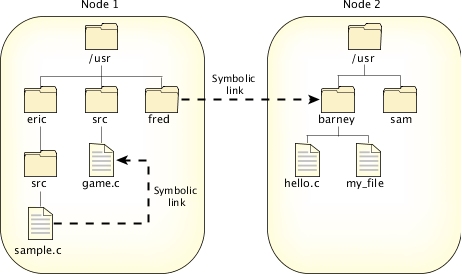 Node 1
Node 2
/usr
/usr
Symbolic
link
eric
src
fred
barney
sam
src
game.c
Symbolic
link
hello.c
my_file
sample.c